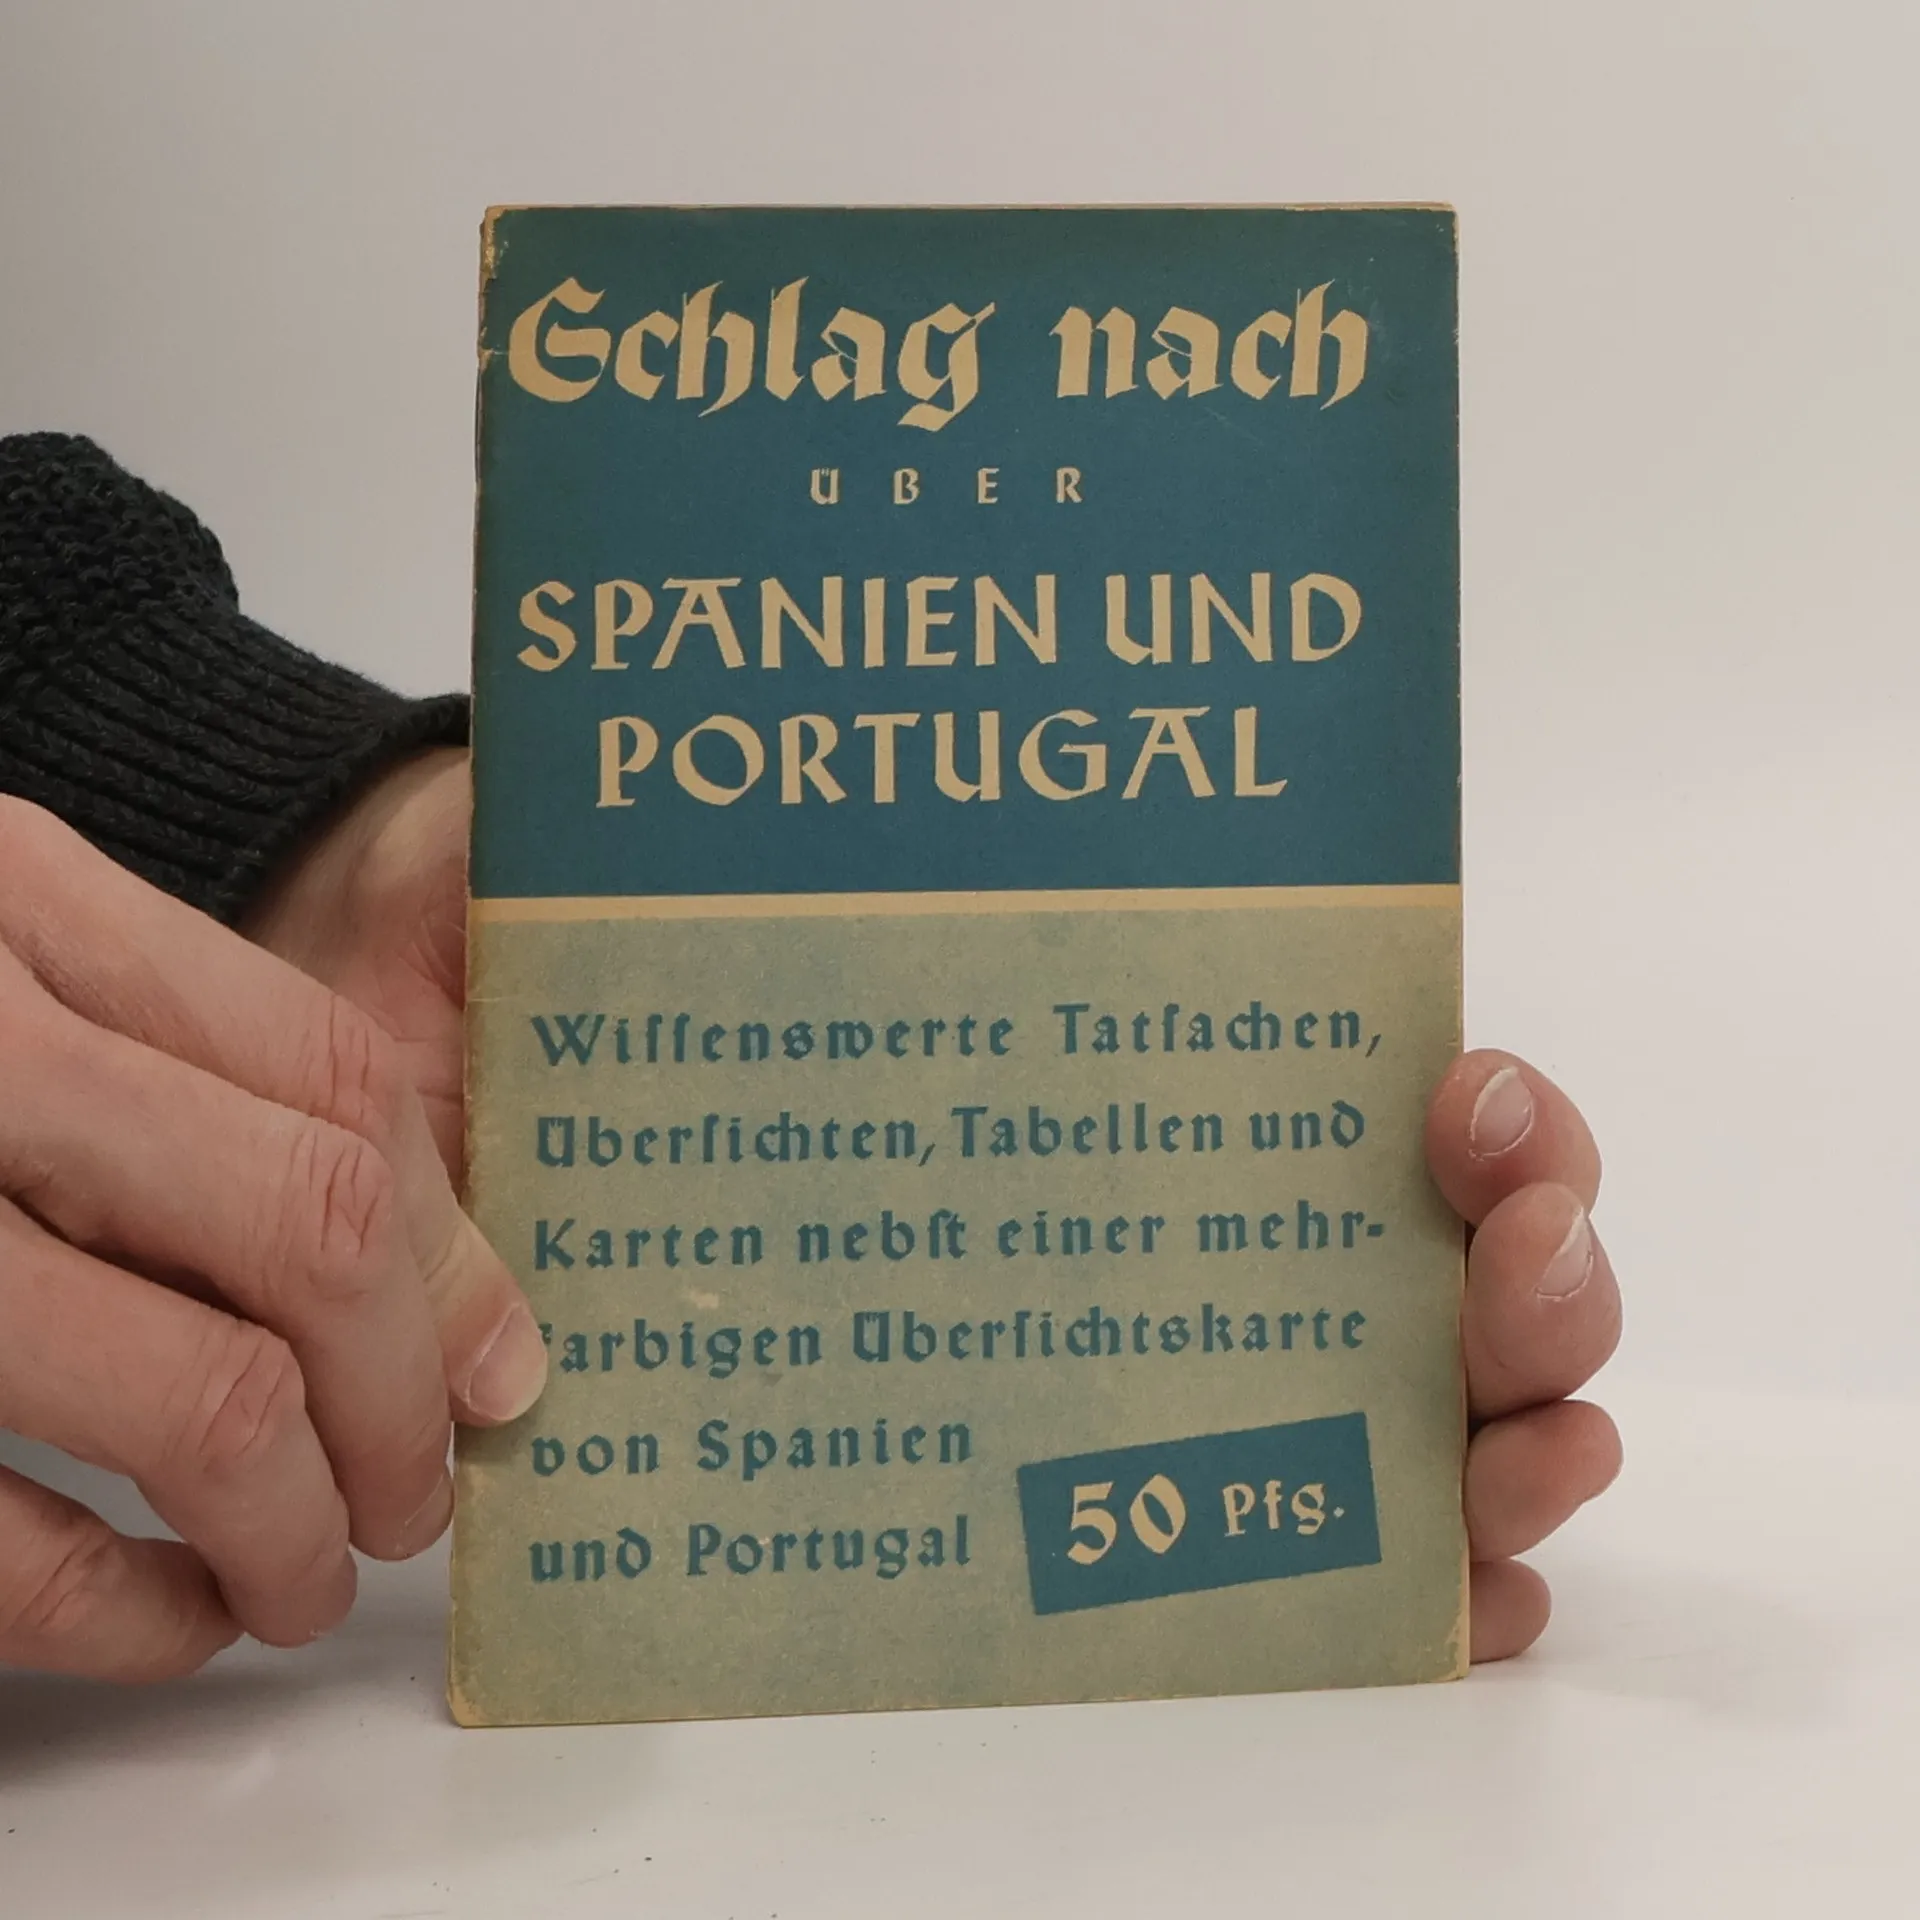 Schlag nach
ÜBER
SPANIEN UND
PORTUGAL
Wiſſenswerte Tatſachen,
Überſichten, Tabellen und
Karten nebſt einer mehr-
farbigen Überſichtskarte
von Spanien
und Portugal
50 Pfg.